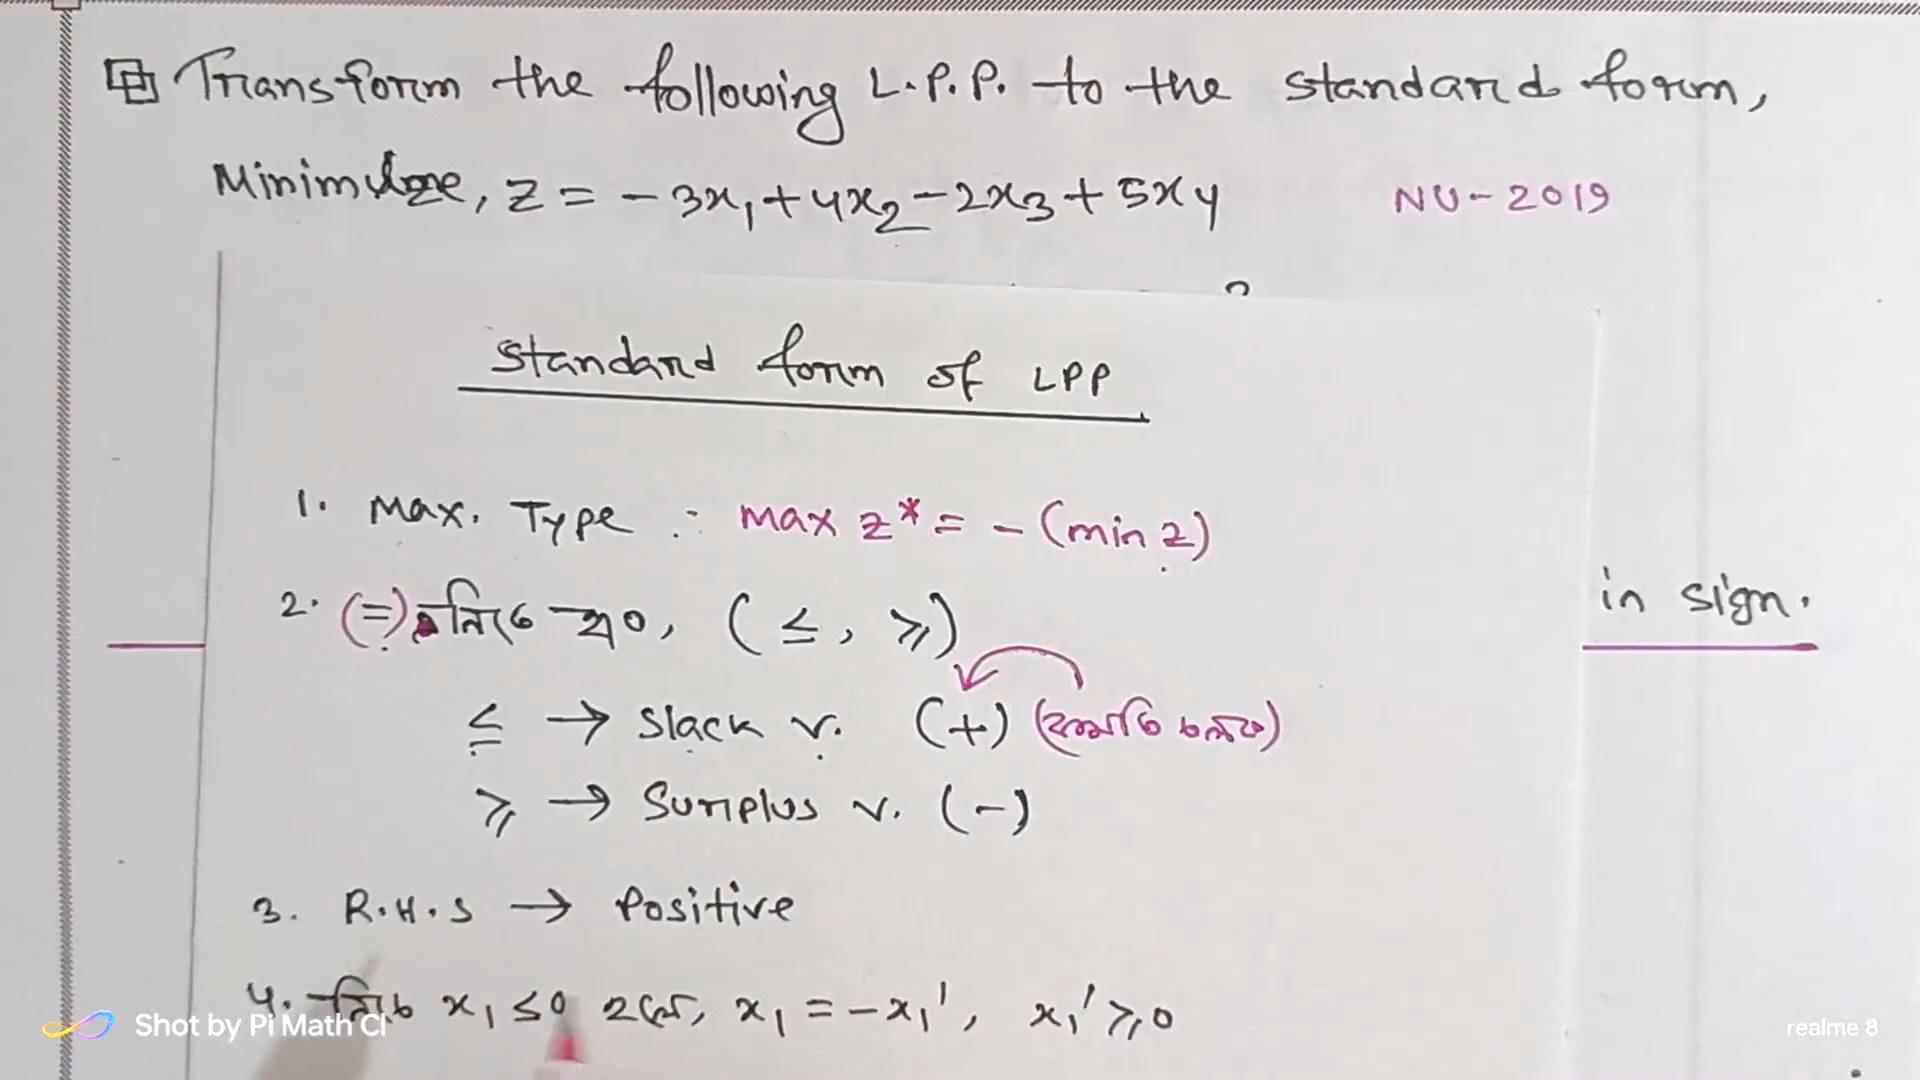 Transform the following L.P.P. to the standard form,
Minimize, z = -3x₁ + 4x₂ - 2x₃ + 5x4
NU-2019
Standard form of LPP
1. Max. Type : max z* = - (min z)
2. (=) নিতে হবে, (≤, ≥)
in sign.
≤ → Slack v. (+) (কমতি চলক)
≥ → Surplus v. (-)
3. R.H.S → Positive
4. x₁ ≤ 0 হলে, x₁ = -x₁', x₁' ≥ 0
Shot by Pi Math Cl
realme 8